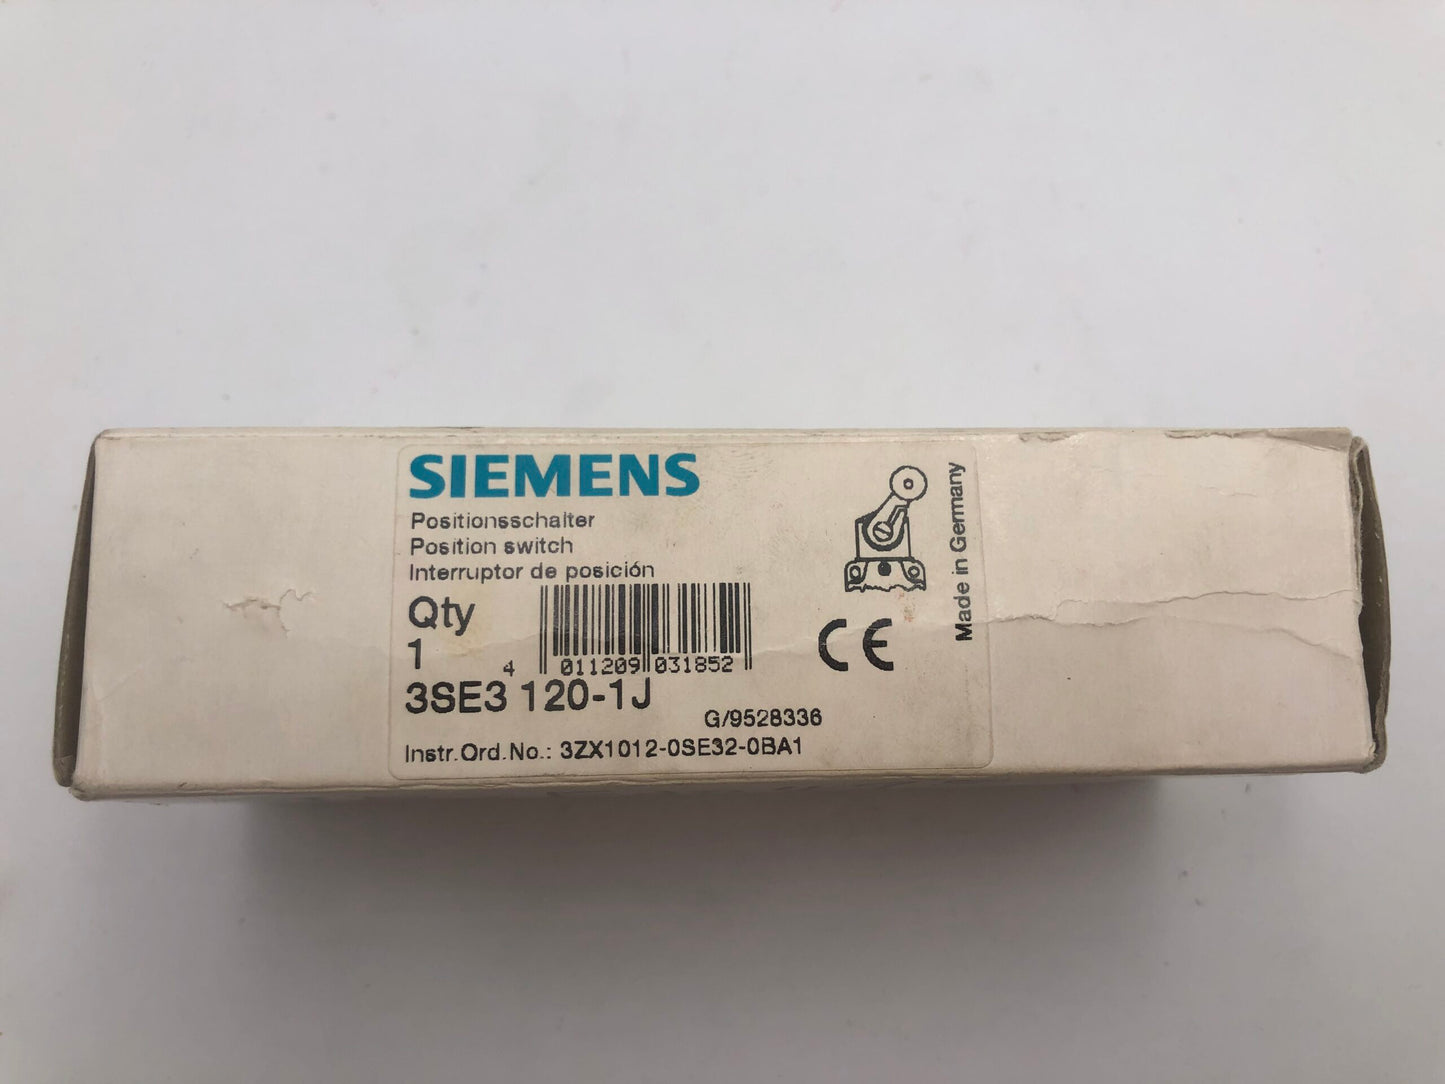 SIEMENS
Positionsschalter
Position switch
Interruptor de posición
Qty
1
4 011209 031852
3SE3 120-1J
G/9528336
Instr.Ord.No.: 3ZX1012-0SE32-0BA1
CE
Made in Germany